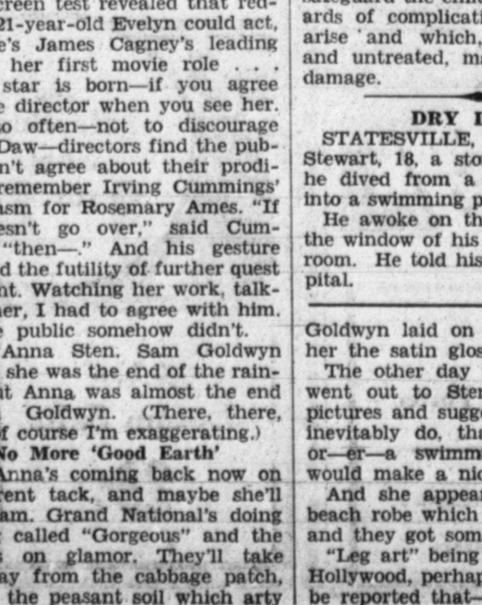 screen test revealed that red-
21-year-old Evelyn could act,
e's James Cagney's leading
her first movie role . . .
star is born—if you agree
e director when you see her.
o often—not to discourage
Daw—directors find the pub-
n't agree about their prodi-
remember Irving Cummings'
asm for Rosemary Ames. "If
esn't go over," said Cum-
"then—." And his gesture
d the futility of further quest
nt. Watching her work, talk-
her, I had to agree with him.
e public somehow didn't.
Anna Sten. Sam Goldwyn
she was the end of the rain-
ut Anna was almost the end
Goldwyn. (There, there,
f course I'm exaggerating.)
No More 'Good Earth'
Anna's coming back now on
rent tack, and maybe she'll
am. Grand National's doing
called "Gorgeous" and the
s on glamor. They'll take
ay from the cabbage patch,
the peasant soil which arty
safeguard the
ards of complicati
arise and which,
and untreated, ma
damage.
DRY
STATESVILLE,
Stewart, 18, a sto
he dived from a
into a swimming p
He awoke on th
the window of his
room. He told his
pital.
Goldwyn laid on
her the satin glos
The other day
went out to Ster
pictures and sugge
inevitably do, tha
or—er—a swimm
would make a nic
And she appear
beach robe which
and they got som
"Leg art" being
Hollywood, perhap
be reported that—